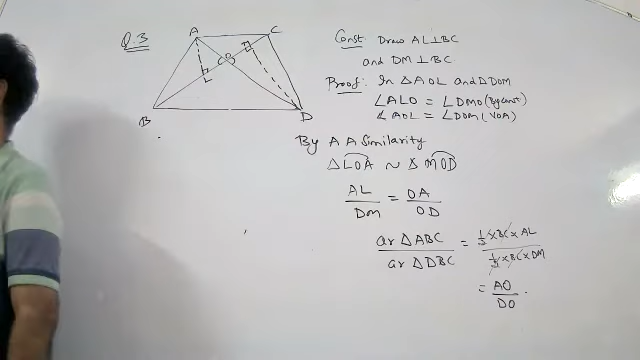 Q.3
A
C
O
M
L
B
D
Const: Draw AL⊥BC
and DM ⊥ BC
Proof: In ΔAOL and ΔDOM
∠ALO = ∠DMO (By const)
∠AOL = ∠DOM (VOA)
By AA Similarity
ΔLOA ~ ΔMOD
AL/DM = OA/OD
ar ΔABC / ar ΔDBC = ½ × BC × AL / ½ × BC × DM
= AO/DO .